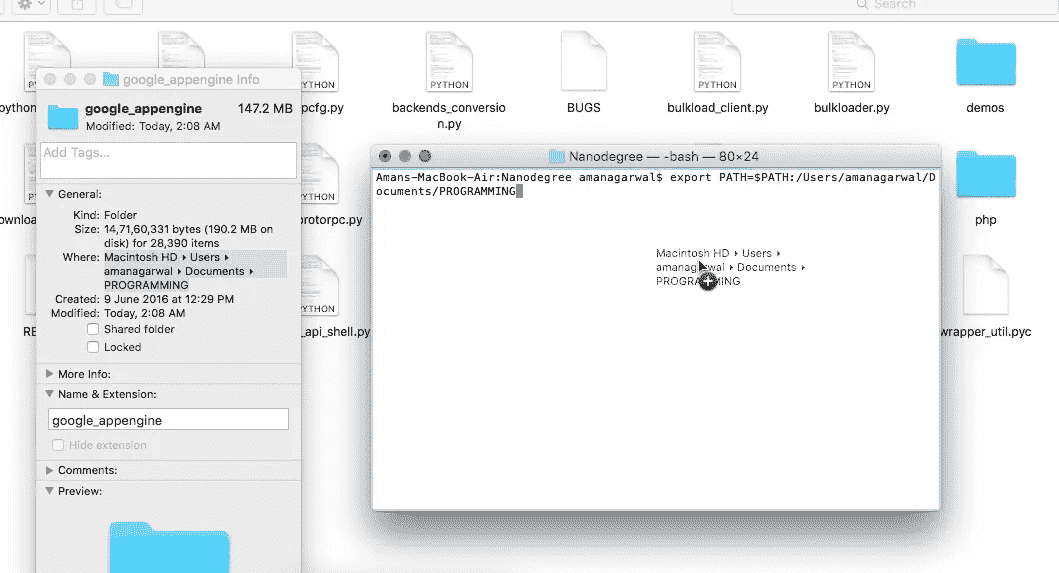 Search
PYTHON
PYTHON
PYTHON
PYTHON
pcfg.py
backends_conversio
n.py
BUGS
bulkload_client.py
bulkloader.py
demos
google_appengine Info
google_appengine 147.2 MB
Modified: Today, 2:08 AM
Add Tags...
General:
Kind: Folder
Size: 14,71,60,331 bytes (190.2 MB on
disk) for 28,390 items
Where: Macintosh HD ▸ Users ▸
amanagarwal ▸ Documents ▸
PROGRAMMING
Created: 9 June 2016 at 12:29 PM
Modified: Today, 2:08 AM
Shared folder
Locked
More Info:
Name & Extension:
google_appengine
Hide extension
Comments:
Preview:
PYTHON
protorpc.py
PYTHON
_api_shell.py
Nanodegree — -bash — 80×24
Amans-MacBook-Air:Nanodegree amanagarwal$ export PATH=$PATH:/Users/amanagarwal/D
ocuments/PROGRAMMING
Macintosh HD ▸ Users ▸
amanagarwal ▸ Documents ▸
PROGRAMMING
php
wrapper_util.pyc